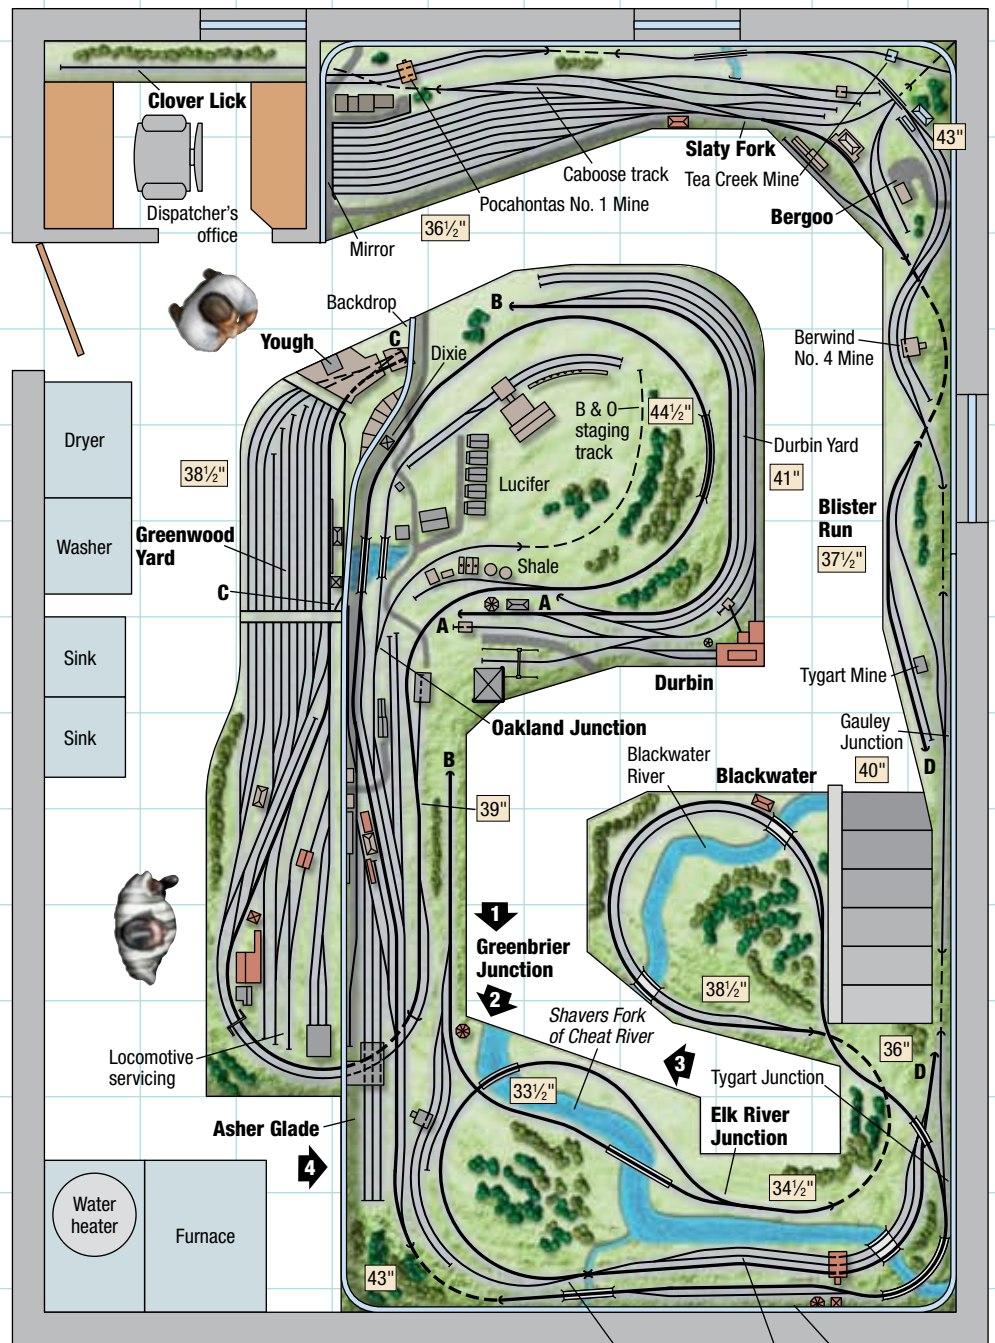 Clover Lick
Dispatcher's
office
Mirror
36½"
Pocahontas No. 1 Mine
Caboose track
Slaty Fork
Tea Creek Mine
43"
Bergoo
Backdrop
B
Yough
C
Dixie
Berwind
No. 4 Mine
B & O
staging
track
44½"
Durbin Yard
41"
Dryer
38½"
Lucifer
Blister
Run
37½"
Washer
Greenwood
Yard
Shale
C
A
A
Sink
Durbin
Tygart Mine
Oakland Junction
Gauley
Junction
40"
D
Sink
B
Blackwater
River
Blackwater
39"
1
Greenbrier
Junction
2
38½"
Shavers Fork
of Cheat River
3
36"
D
Locomotive
servicing
33½"
Tygart Junction
Asher Glade
4
Elk River
Junction
34½"
Water
heater
Furnace
43"